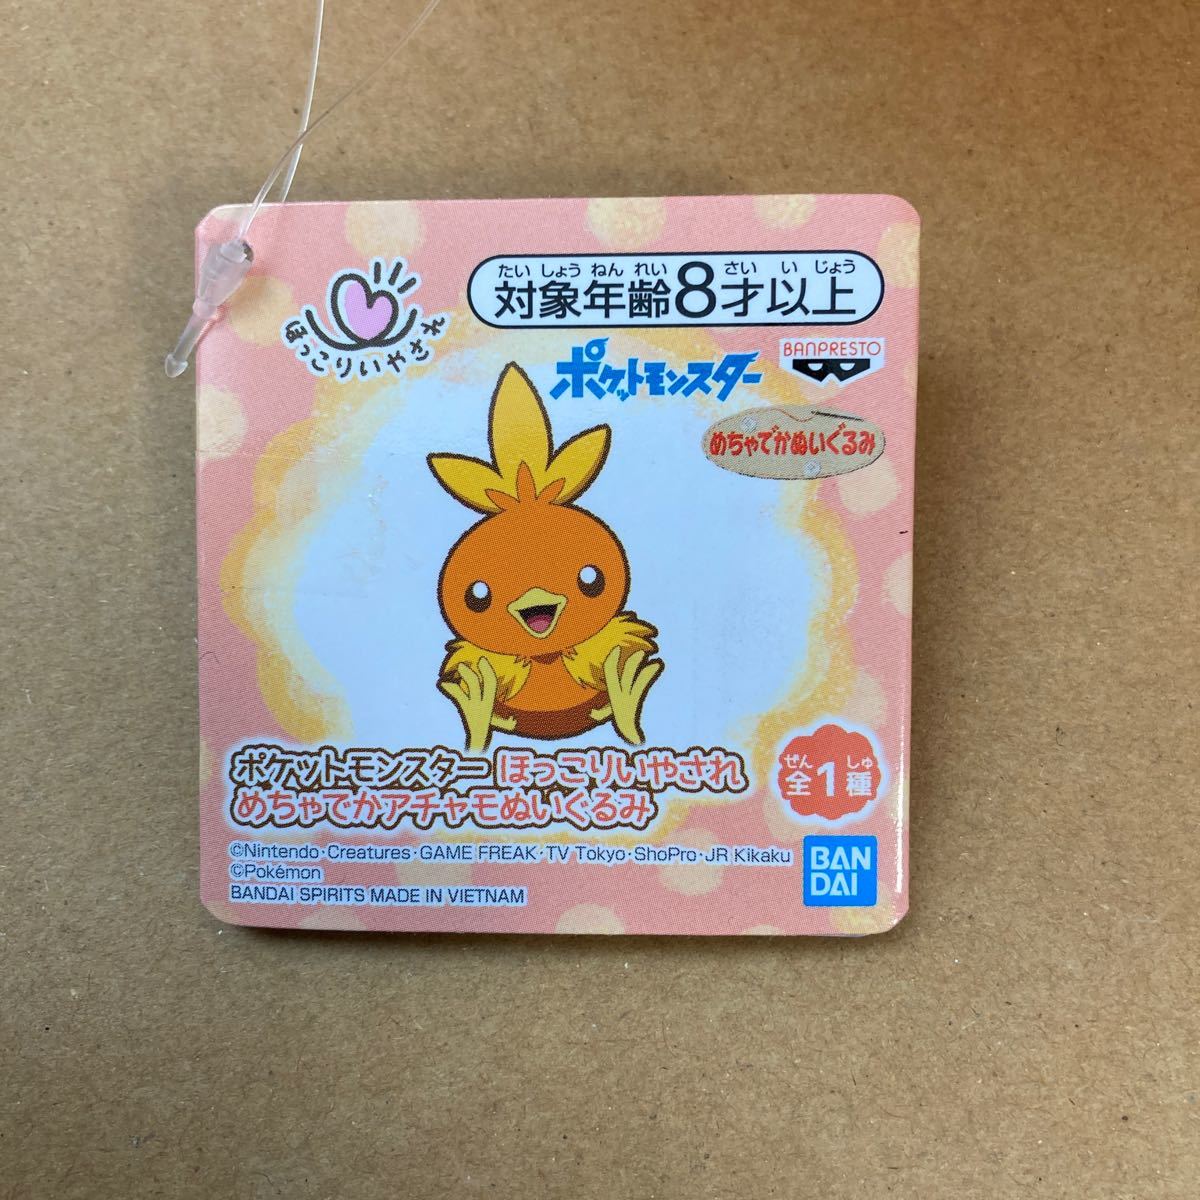 ほっこりいやされ
たいしょうねんれい さいいじょう
対象年齢8才以上
ポケットモンスター
BANPRESTO
めちゃでかぬいぐるみ
ポケットモンスター ほっこりいやされ
めちゃでかアチャモぬいぐるみ
ぜん しゅ
全1種
©Nintendo・Creatures・GAME FREAK・TV Tokyo・ShoPro・JR Kikaku
©Pokémon
BANDAI SPIRITS MADE IN VIETNAM
BAN
DAI